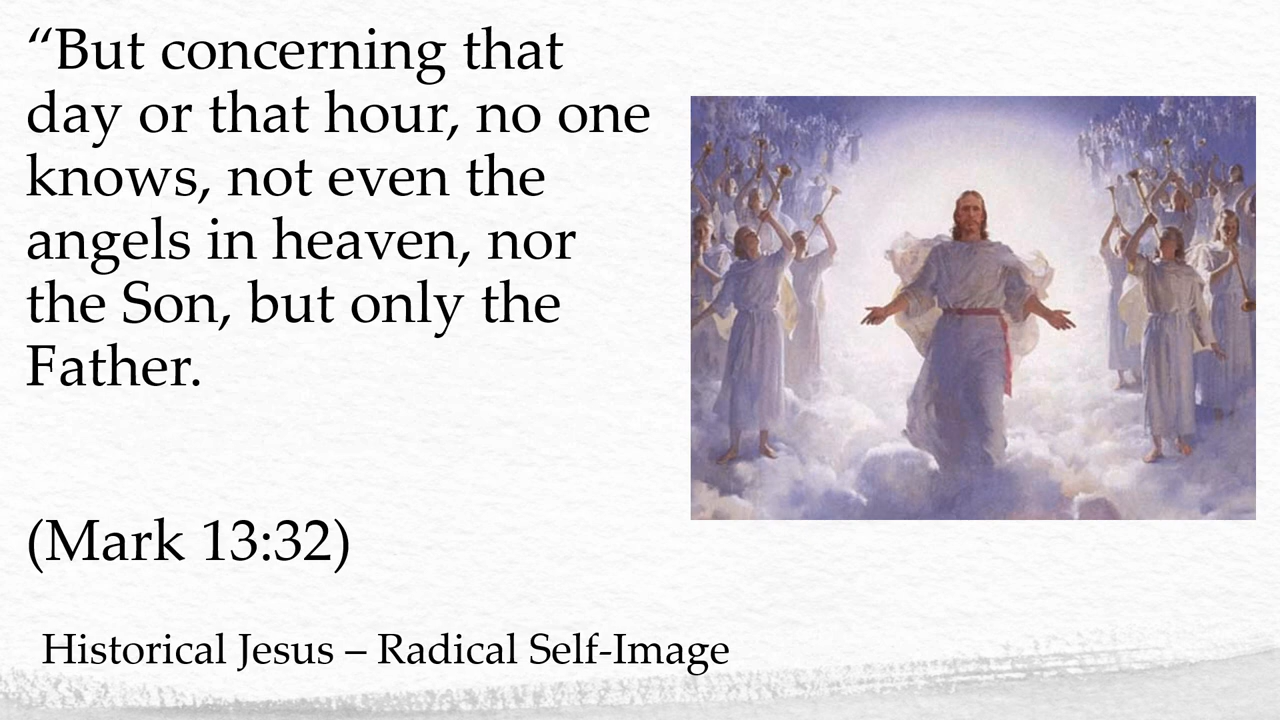 “But concerning that
day or that hour, no one
knows, not even the
angels in heaven, nor
the Son, but only the
Father.
(Mark 13:32)
Historical Jesus – Radical Self-Image